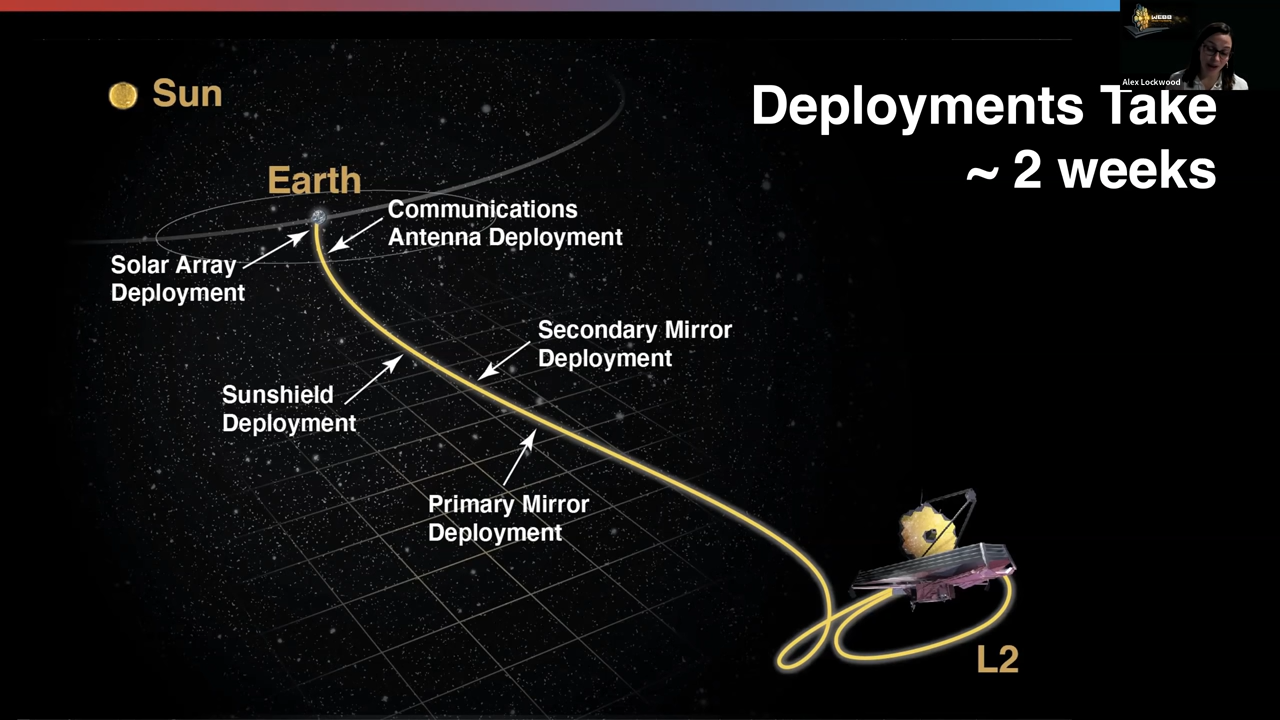 WEBB
Alex Lockwood
Deployments Take
~ 2 weeks
Sun
Earth
Communications
Antenna Deployment
Solar Array
Deployment
Secondary Mirror
Deployment
Sunshield
Deployment
Primary Mirror
Deployment
L2